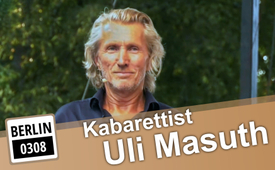 BERLIN
0308
Kabarettist
Uli Masuth